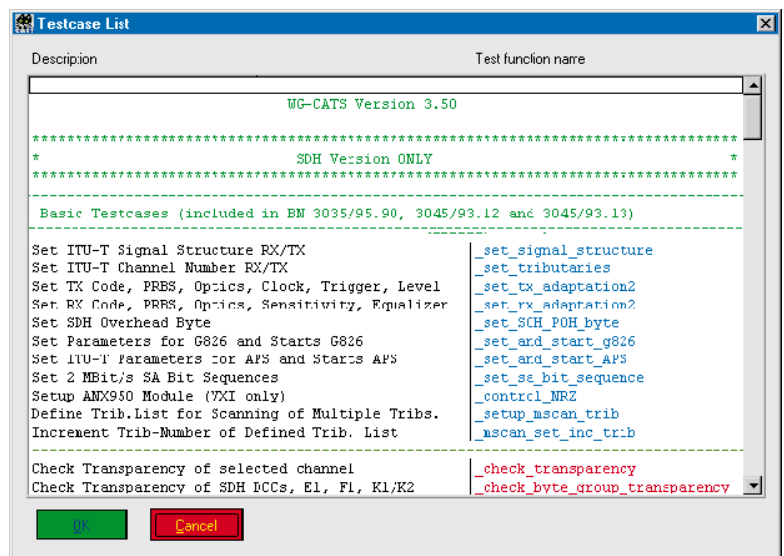 Testcase List
Description Test function name
WG-CATS Version 3.50
*****************************************************************************
* SDH Version ONLY *
*****************************************************************************
Basic Testcases (included in BN 3035/95.90, 3045/93.12 and 3045/93.13)
Set ITU-T Signal Structure RX/TX |_set_signal_structure
Set ITU-T Channel Number RX/TX |_set_tributaries
Set TX Code, PRBS, Optics, Clock, Trigger, Level |_set_tx_adaptation2
Set RX Code, PRBS, Optics, Sensitivity, Equalizer |_set_rx_adaptation2
Set SDH Overhead Byte |_set_SCH_POH_byte
Set Parameters for G826 and Starts G826 |_set_and_start_g826
Set ITU-T Parameters for APS and Starts APS |_set_and_start_APS
Set 2 MBit/s SA Bit Sequences |_set_sa_bit_sequence
Setup ANX950 Module (VXI only) |_control_NRZ
Define Trib.List for Scanning of Multiple Tribs. |_setup_mscan_trib
Increment Trib-Number of Defined Trib. List |_mscan_set_inc_trib
Check Transparency of selected channel |_check_transparency
Check Transparency of SDH DCCs, E1, F1, K1/K2 |_check_byte_group_transparency
OK Cancel